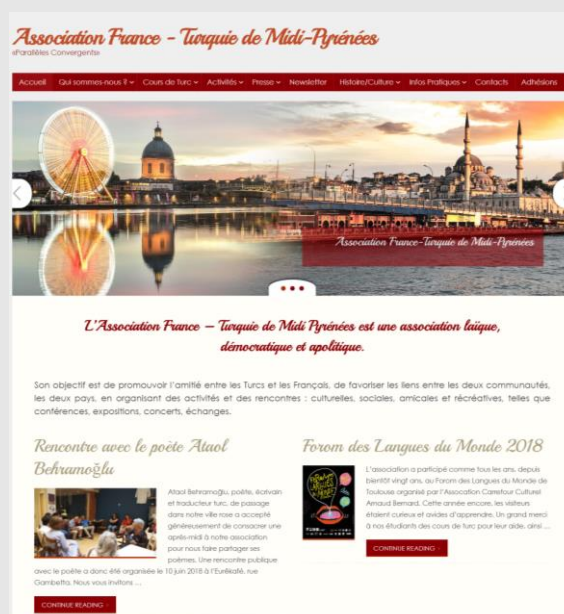 Association France - Turquie de Midi-Pyrénées
«Parallèles Convergents»
Accueil Qui sommes-nous ? Cours de Turc Activités Presse Newsletter Histoire/Culture Infos Pratiques Contacts Adhésions
Association France-Turquie de Midi-Pyrénées
L'Association France – Turquie de Midi Pyrénées est une association laïque,
démocratique et apolitique.
Son objectif est de promouvoir l'amitié entre les Turcs et les Français, de favoriser les liens entre les deux communautés,
les deux pays, en organisant des activités et des rencontres : culturelles, sociales, amicales et récréatives, telles que
conférences, expositions, concerts, échanges.
Rencontre avec le poète Ataol
Behramoğlu
Ataol Behramoğlu, poète, écrivain
et traducteur turc, de passage
dans notre ville rose a accepté
généreusement de consacrer une
après-midi à notre association
pour nous faire partager ses
poèmes. Une rencontre publique
avec le poète a donc été organisée le 10 juin 2018 à l'Eurêkafé, rue
Gambetta. Nous vous invitons …
CONTINUE READING
Forom des Langues du Monde 2018
L'association a participé comme tous les ans, depuis
bientôt vingt ans, au Forom des Langues du Monde de
Toulouse organisé par l'Assocation Carrefour Culturel
Arnaud Bernard. Cette année encore, les visiteurs
étaient curieux et avides d'apprendre. Un grand merci
à nos étudiants des cours de turc pour leur aide, ainsi …
CONTINUE READING